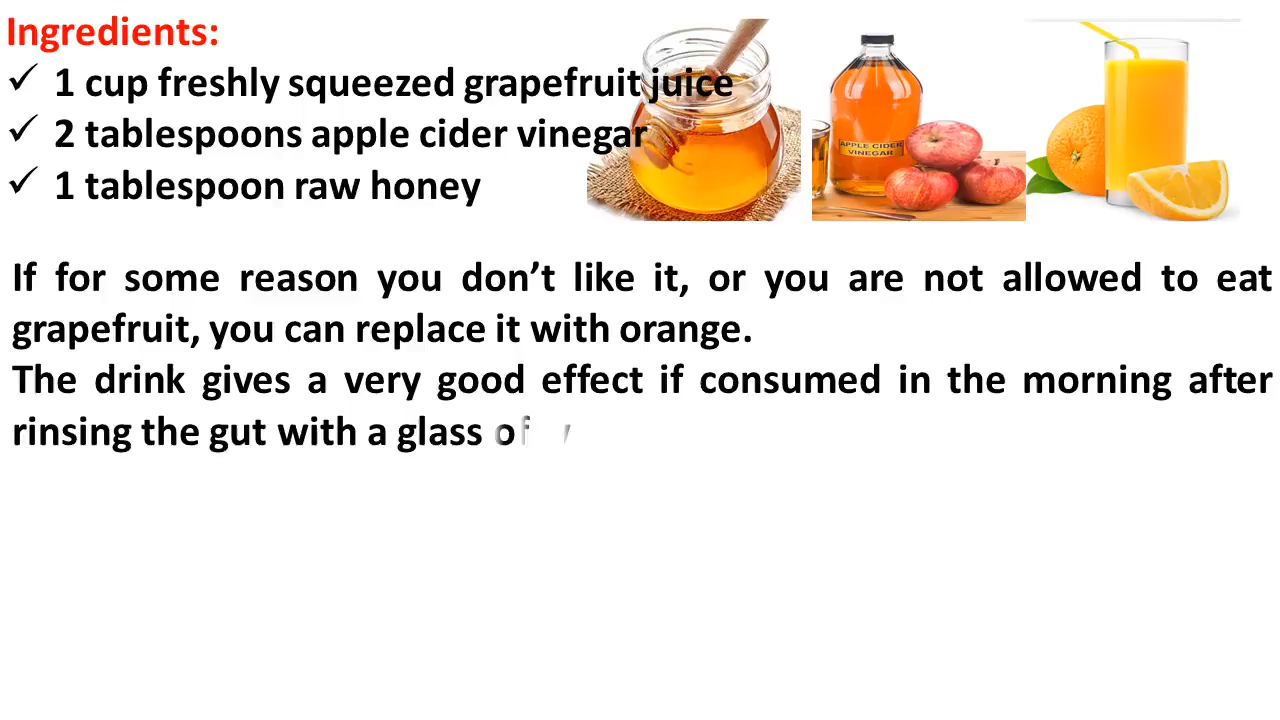 Ingredients:
✓ 1 cup freshly squeezed grapefruit juice
✓ 2 tablespoons apple cider vinegar
✓ 1 tablespoon raw honey
APPLE CIDER
VINEGAR
If for some reason you don’t like it, or you are not allowed to eat
grapefruit, you can replace it with orange.
The drink gives a very good effect if consumed in the morning after
rinsing the gut with a glass of